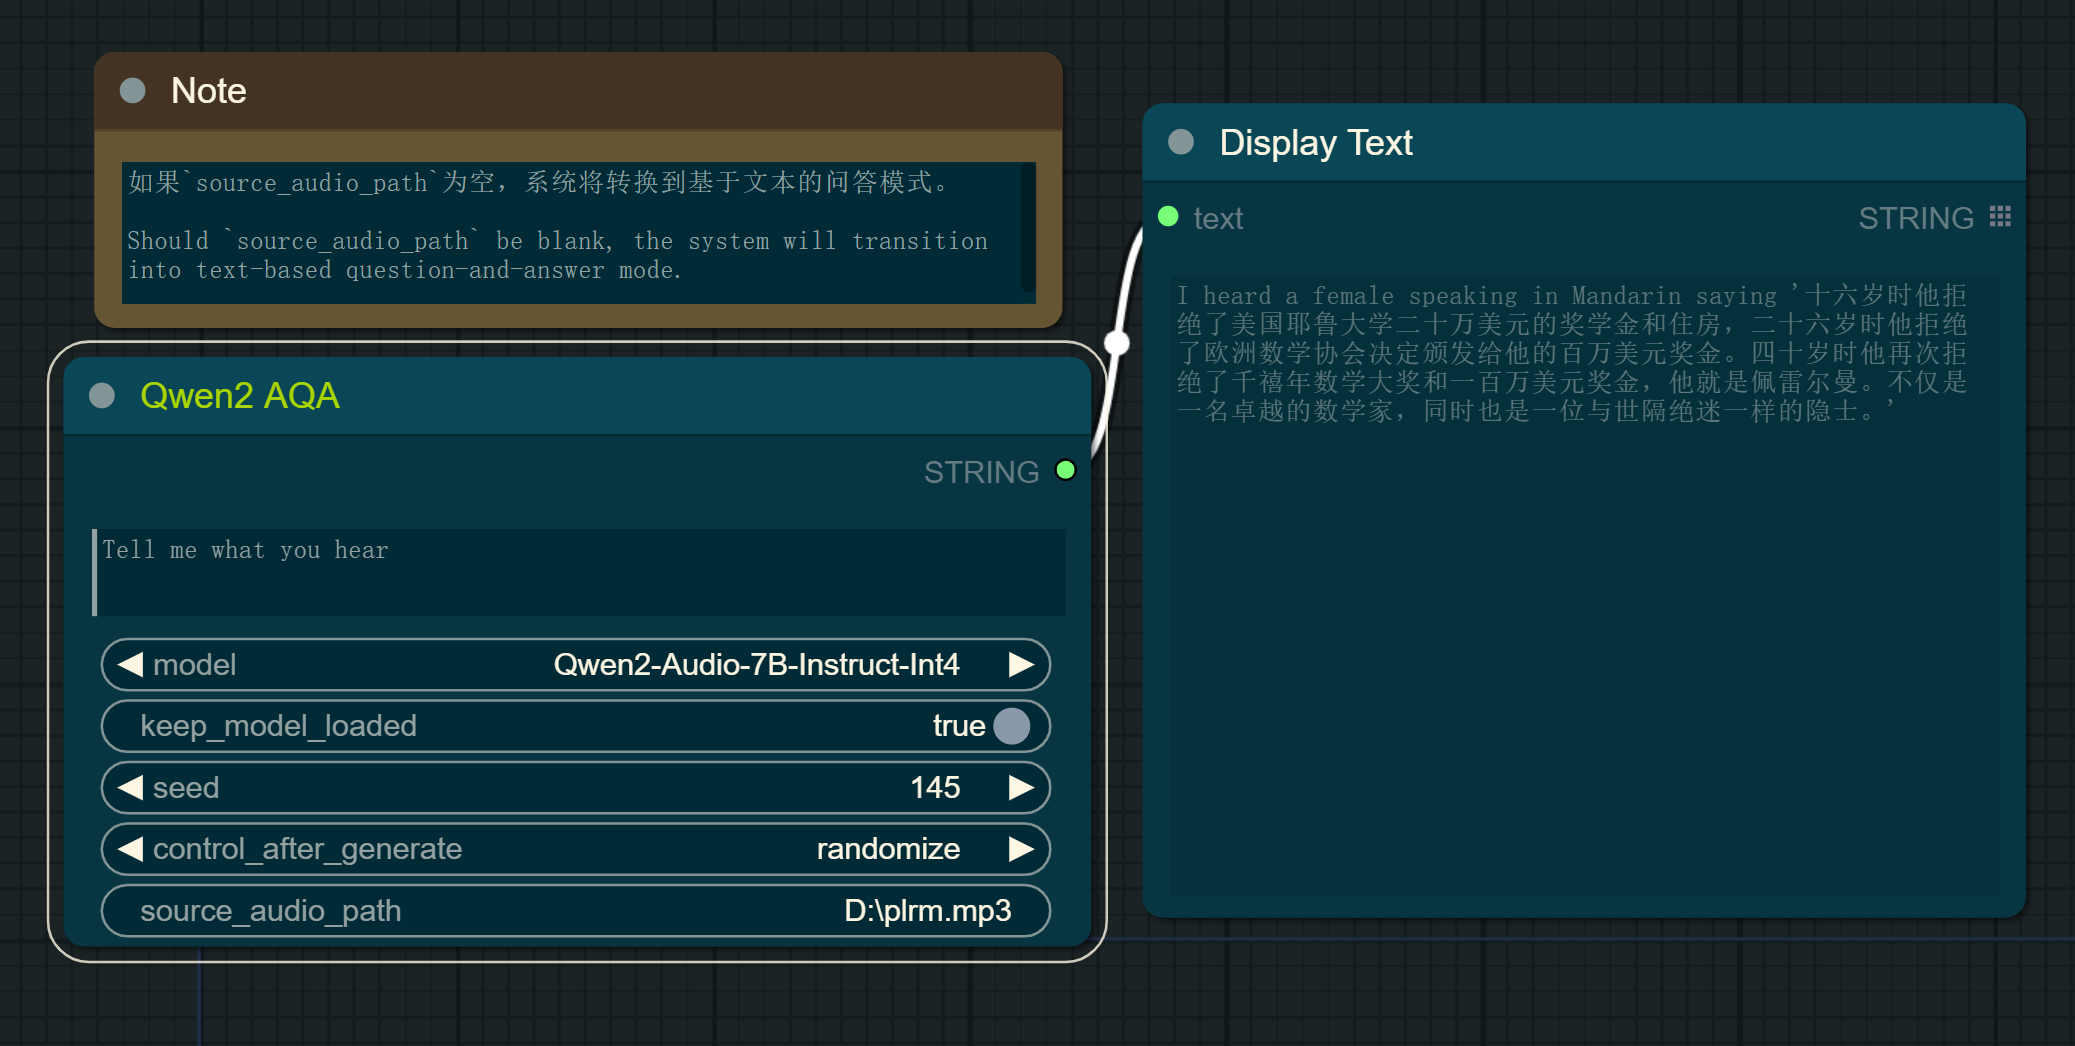 Note
如果`source_audio_path`为空，系统将转换到基于文本的问答模式。
Should `source_audio_path` be blank, the system will transition
into text-based question-and-answer mode.
Qwen2 AQA
STRING
Tell me what you hear
model Qwen2-Audio-7B-Instruct-Int4
keep_model_loaded true
seed 145
control_after_generate randomize
source_audio_path D:\plrm.mp3
Display Text
text STRING
I heard a female speaking in Mandarin saying '十六岁时他拒
绝了美国耶鲁大学二十万美元的奖学金和住房，二十六岁时他拒绝
了欧洲数学协会决定颁发给他的百万美元奖金。四十岁时他再次拒
绝了千禧年数学大奖和一百万美元奖金，他就是佩雷尔曼。不仅是
一名卓越的数学家，同时也是一位与世隔绝迷一样的隐士。'